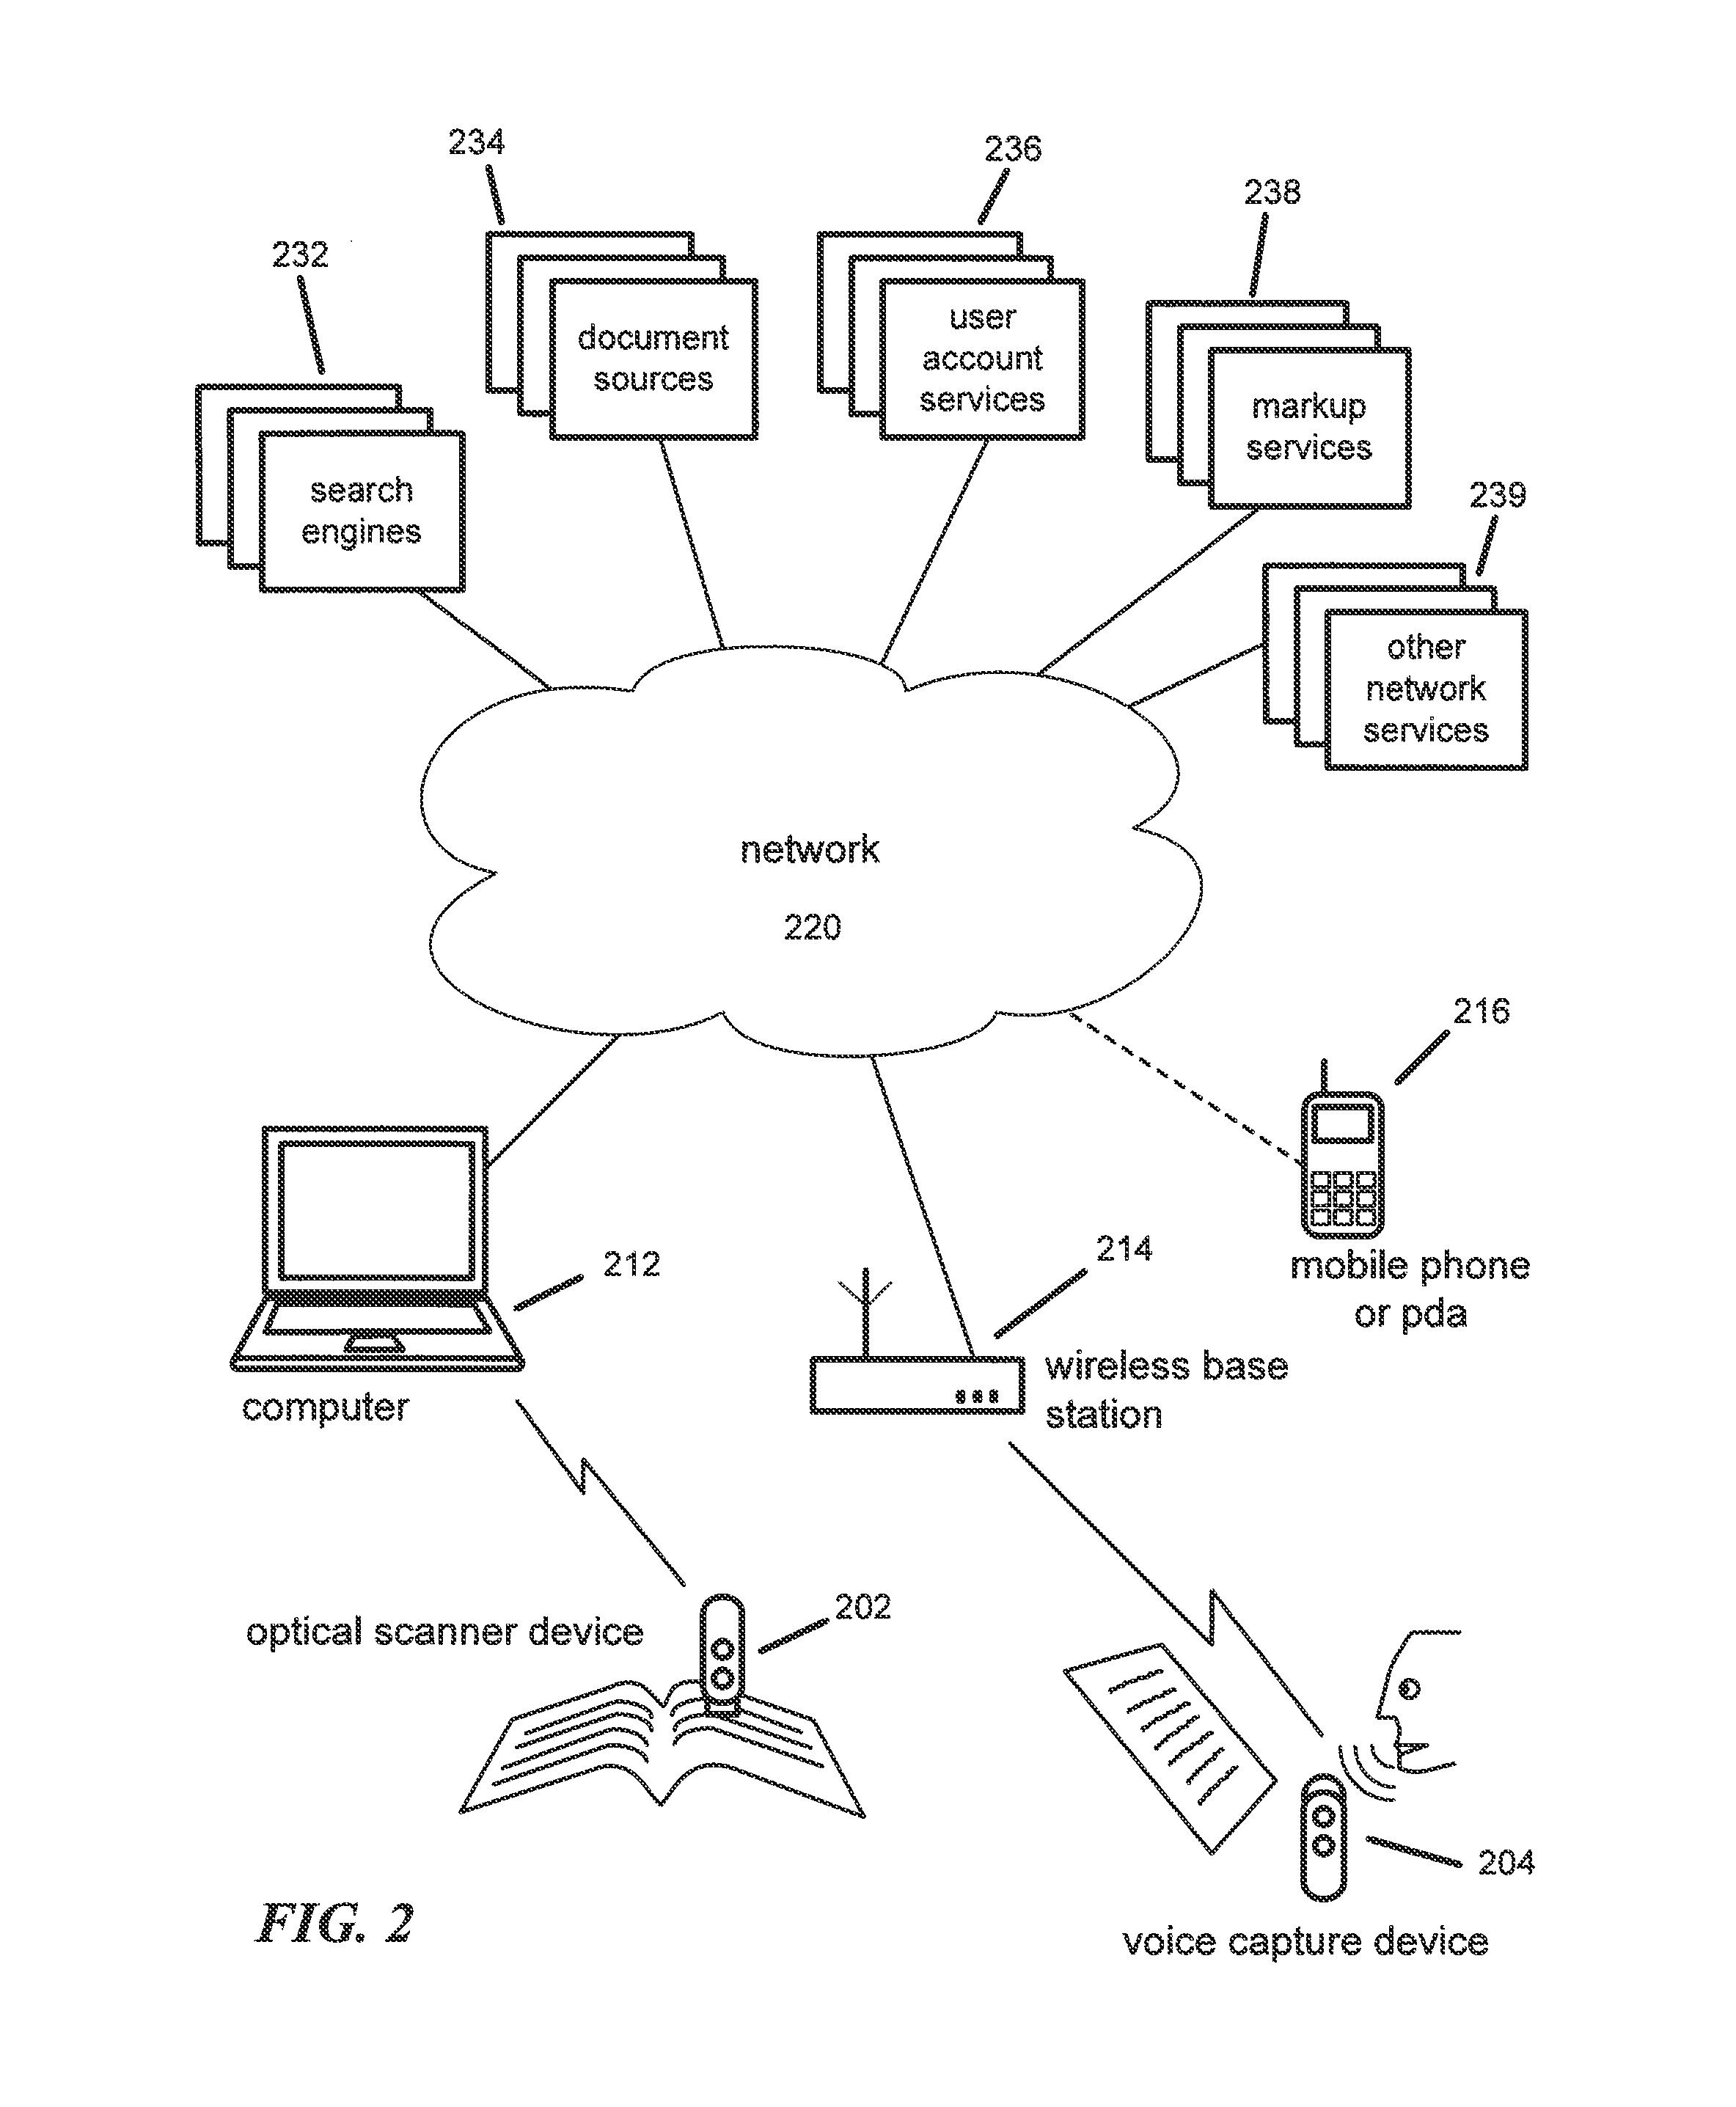 234
236
238
232
document
sources
user
account
services
markup
services
search
engines
239
other
network
services
network
220
216
mobile phone
or pda
212
214
computer
wireless base
station
optical scanner device
202
204
FIG. 2
voice capture device